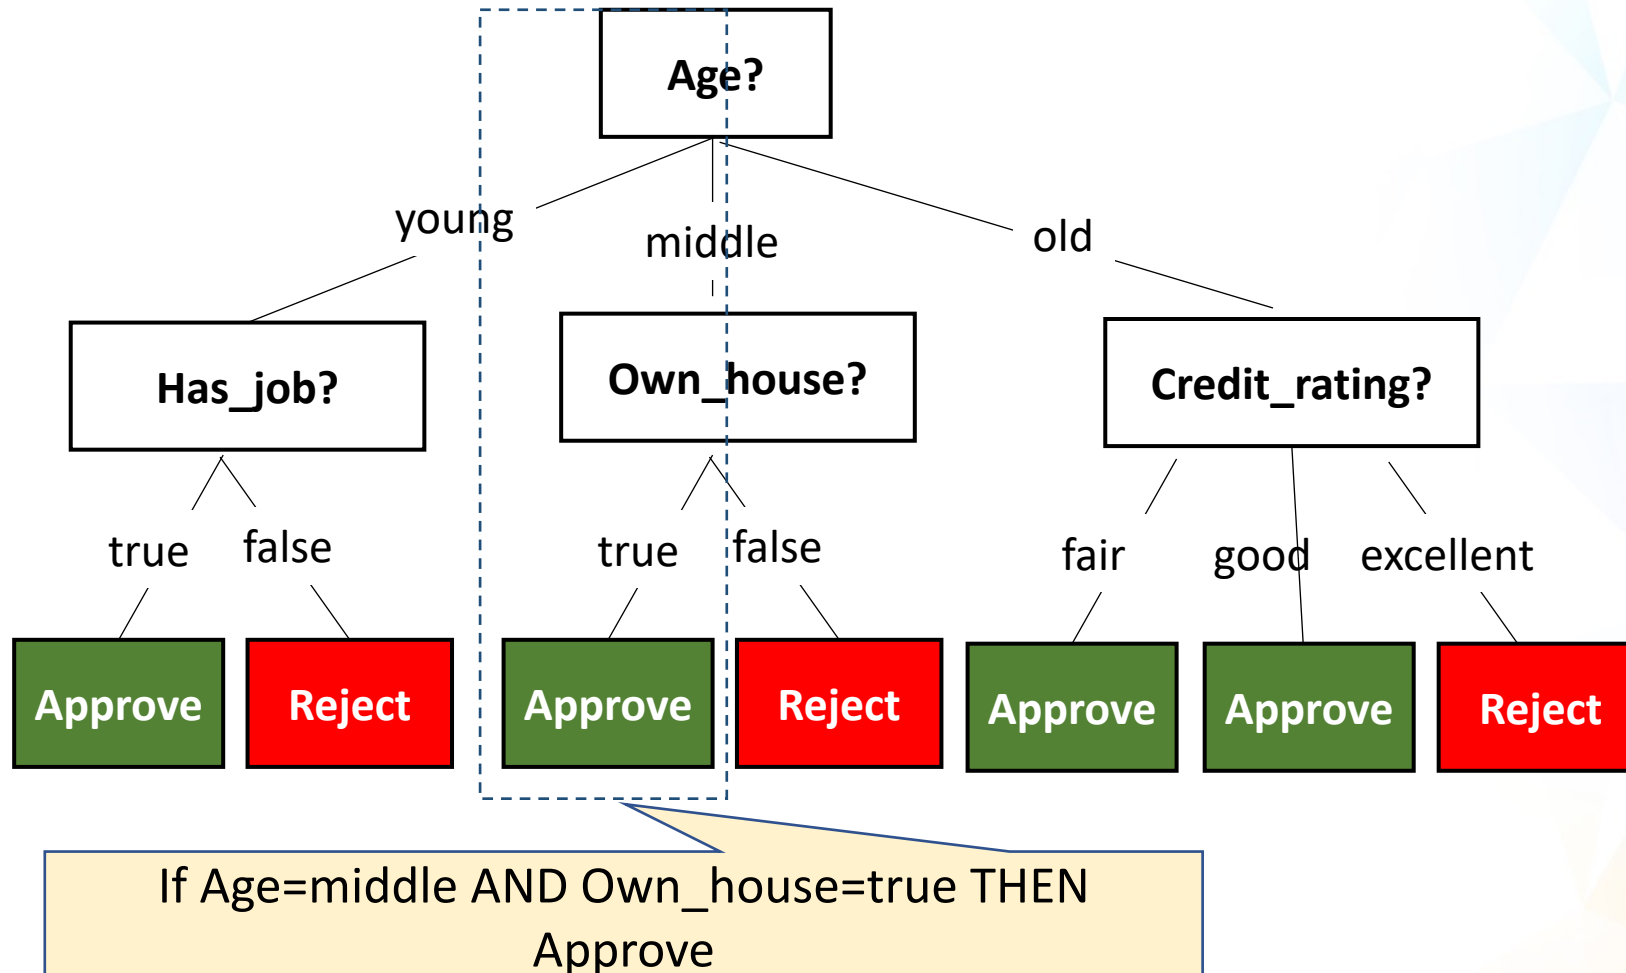 Age?
young
middle
old
Has_job?
Own_house?
Credit_rating?
true
false
true
false
fair
good
excellent
Approve
Reject
Approve
Reject
Approve
Approve
Reject
If Age=middle AND Own_house=true THEN
Approve